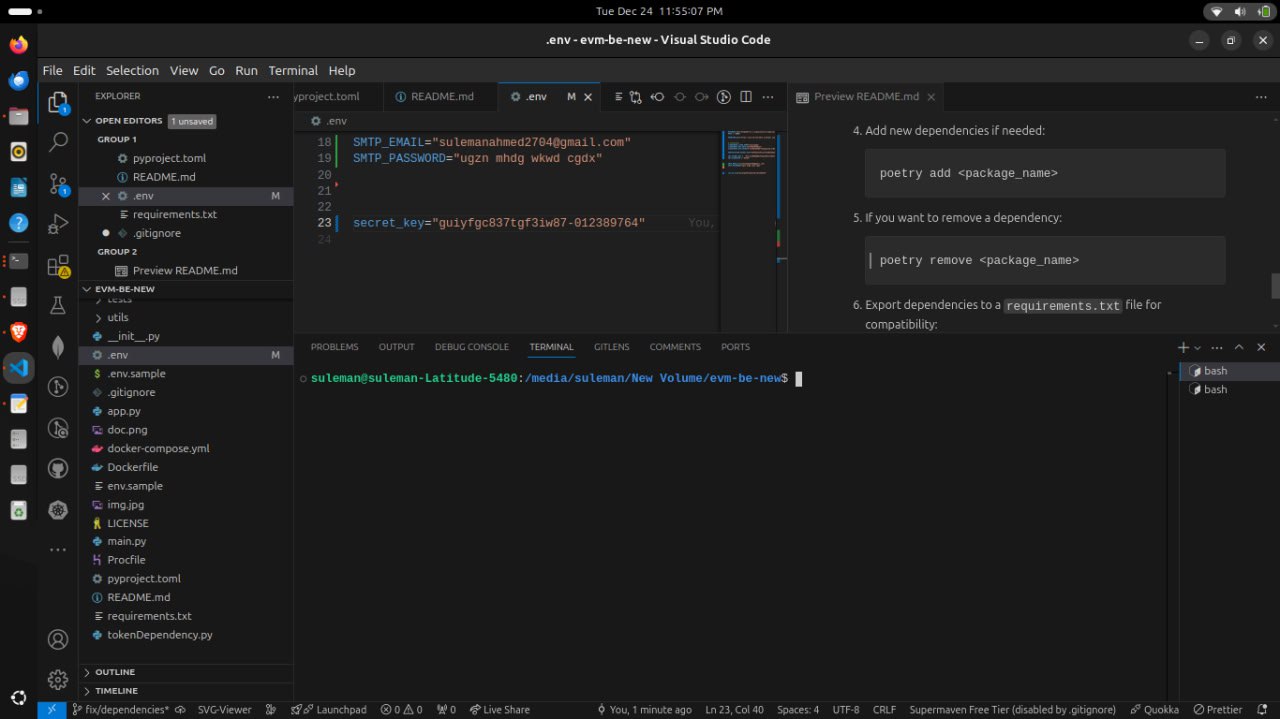 Tue Dec 24 11:55:07 PM
.env - evm-be-new - Visual Studio Code
File Edit Selection View Go Run Terminal Help
EXPLORER
OPEN EDITORS 1 unsaved
GROUP 1
pyproject.toml
README.md
.env M
requirements.txt
.gitignore
GROUP 2
Preview README.md
EVM-BE-NEW
tests
utils
__init__.py
.env M
.env.sample
.gitignore
app.py
doc.png
docker-compose.yml
Dockerfile
env.sample
img.jpg
LICENSE
main.py
Procfile
pyproject.toml
README.md
requirements.txt
tokenDependency.py
OUTLINE
TIMELINE
pyproject.toml README.md .env M
.env
18 SMTP_EMAIL="sulemanahmed2704@gmail.com"
19 SMTP_PASSWORD="ugzn mhdg wkwd cgdx"
20
21
22
23 secret_key="guiyfgc837tgf3iw87-012389764" You,
24
Preview README.md
4. Add new dependencies if needed:
poetry add <package_name>
5. If you want to remove a dependency:
poetry remove <package_name>
6. Export dependencies to a requirements.txt file for
compatibility:
PROBLEMS OUTPUT DEBUG CONSOLE TERMINAL GITLENS COMMENTS PORTS
suleman@suleman-Latitude-5480:/media/suleman/New Volume/evm-be-new$
bash
bash
fix/dependencies* SVG-Viewer Launchpad 0 0 0 Live Share You, 1 minute ago Ln 23, Col 40 Spaces: 4 UTF-8 CRLF Supermaven Free Tier (disabled by .gitignore) Quokka Prettier